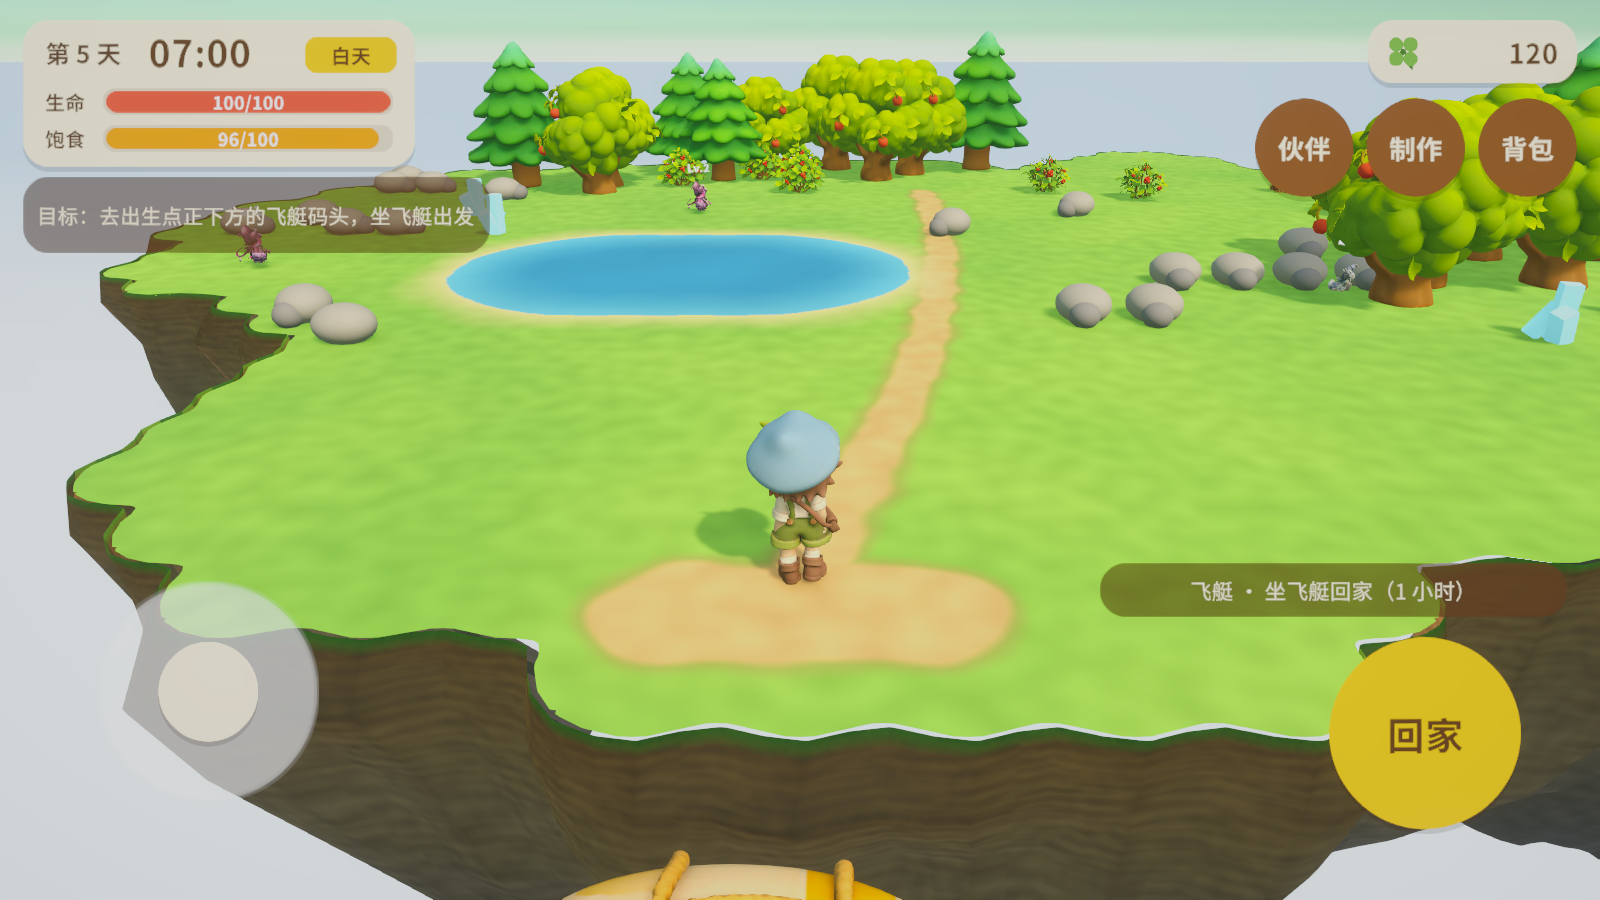 第 5 天 07:00 白天
生命 100/100
饱食 96/100
目标：去出生点正下方的飞艇码头，坐飞艇出发
120
伙伴 制作 背包
Lv.2
飞艇 · 坐飞艇回家（1 小时）
回家